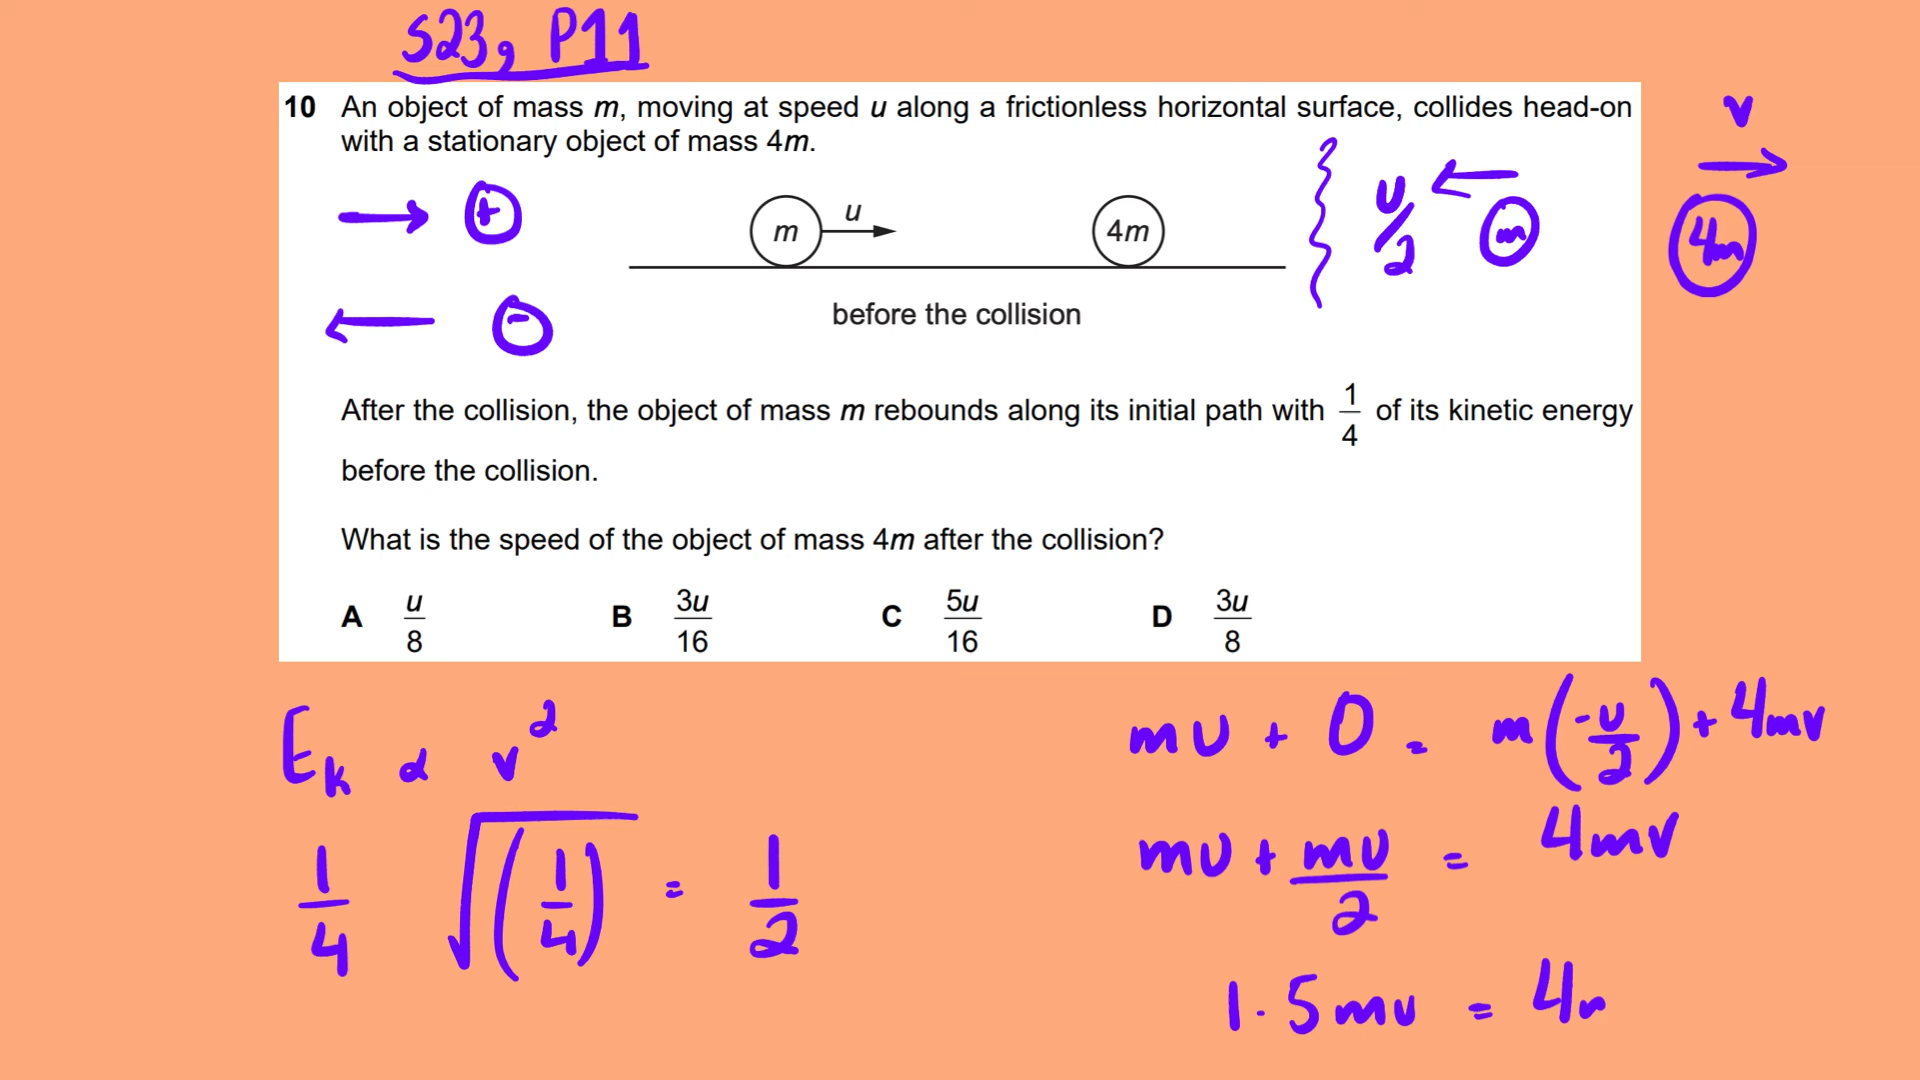 S23, P11
10 An object of mass m, moving at speed u along a frictionless horizontal surface, collides head-on
with a stationary object of mass 4m.
→ +
m u
4m
u/2 ←
m
v
→
4m
← -
before the collision
After the collision, the object of mass m rebounds along its initial path with 1/4 of its kinetic energy
before the collision.
What is the speed of the object of mass 4m after the collision?
A u/8 B 3u/16 C 5u/16 D 3u/8
Ek α v²
1/4 √(1/4) = 1/2
mu + 0 = m(-u/2) + 4mv
mu + mu/2 = 4mv
1.5mu = 4m